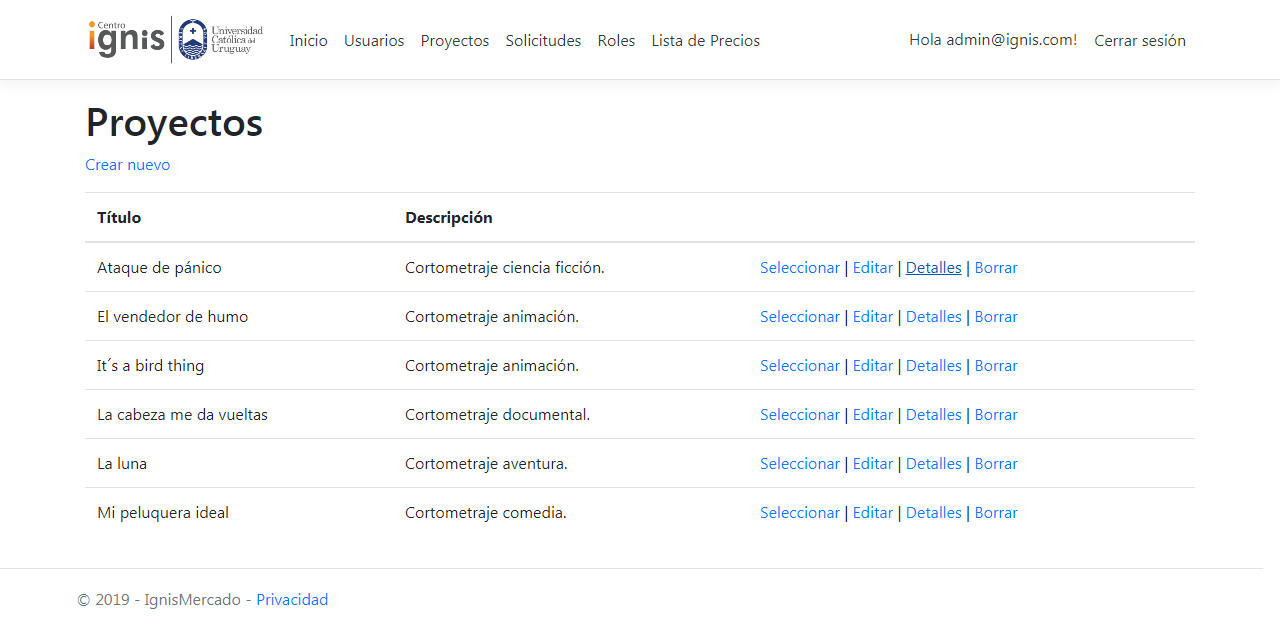 Centro
ignis
Universidad
Católica del
Uruguay
Inicio Usuarios Proyectos Solicitudes Roles Lista de Precios Hola admin@ignis.com! Cerrar sesión
Proyectos
Crear nuevo
Título Descripción
Ataque de pánico Cortometraje ciencia ficción. Seleccionar | Editar | Detalles | Borrar
El vendedor de humo Cortometraje animación. Seleccionar | Editar | Detalles | Borrar
It´s a bird thing Cortometraje animación. Seleccionar | Editar | Detalles | Borrar
La cabeza me da vueltas Cortometraje documental. Seleccionar | Editar | Detalles | Borrar
La luna Cortometraje aventura. Seleccionar | Editar | Detalles | Borrar
Mi peluquera ideal Cortometraje comedia. Seleccionar | Editar | Detalles | Borrar
© 2019 - IgnisMercado - Privacidad